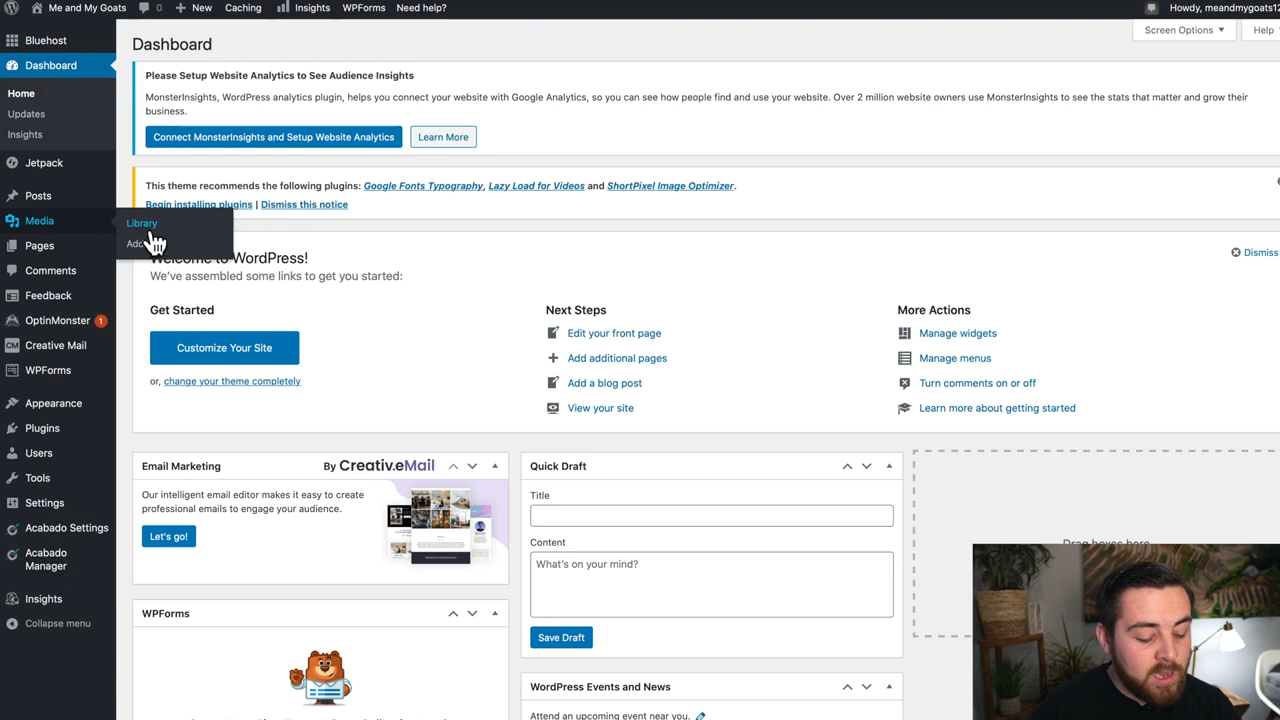 Me and My Goats 0 New Caching Insights WPForms Need help? Howdy, meandmygoats12
Screen Options Help
Bluehost
Dashboard
Home
Updates
Insights
Jetpack
Posts
Media
Library
Pages
Comments
Feedback
OptinMonster 1
Creative Mail
WPForms
Appearance
Plugins
Users
Tools
Settings
Acabado Settings
Acabado
Manager
Insights
Collapse menu
Dashboard
Please Setup Website Analytics to See Audience Insights
MonsterInsights, WordPress analytics plugin, helps you connect your website with Google Analytics, so you can see how people find and use your website. Over 2 million website owners use MonsterInsights to see the stats that matter and grow their
business.
Connect MonsterInsights and Setup Website Analytics Learn More
This theme recommends the following plugins: Google Fonts Typography, Lazy Load for Videos and ShortPixel Image Optimizer.
Begin installing plugins | Dismiss this notice
Welcome to WordPress!
Dismiss
We've assembled some links to get you started:
Get Started
Customize Your Site
or, change your theme completely
Next Steps
Edit your front page
Add additional pages
Add a blog post
View your site
More Actions
Manage widgets
Manage menus
Turn comments on or off
Learn more about getting started
Email Marketing By Creativ.eMail
Our intelligent email editor makes it easy to create
professional emails to engage your audience.
Let's go!
WPForms
Quick Draft
Title
Content
What's on your mind?
Save Draft
WordPress Events and News
Attend an upcoming event near you.
Drag boxes here